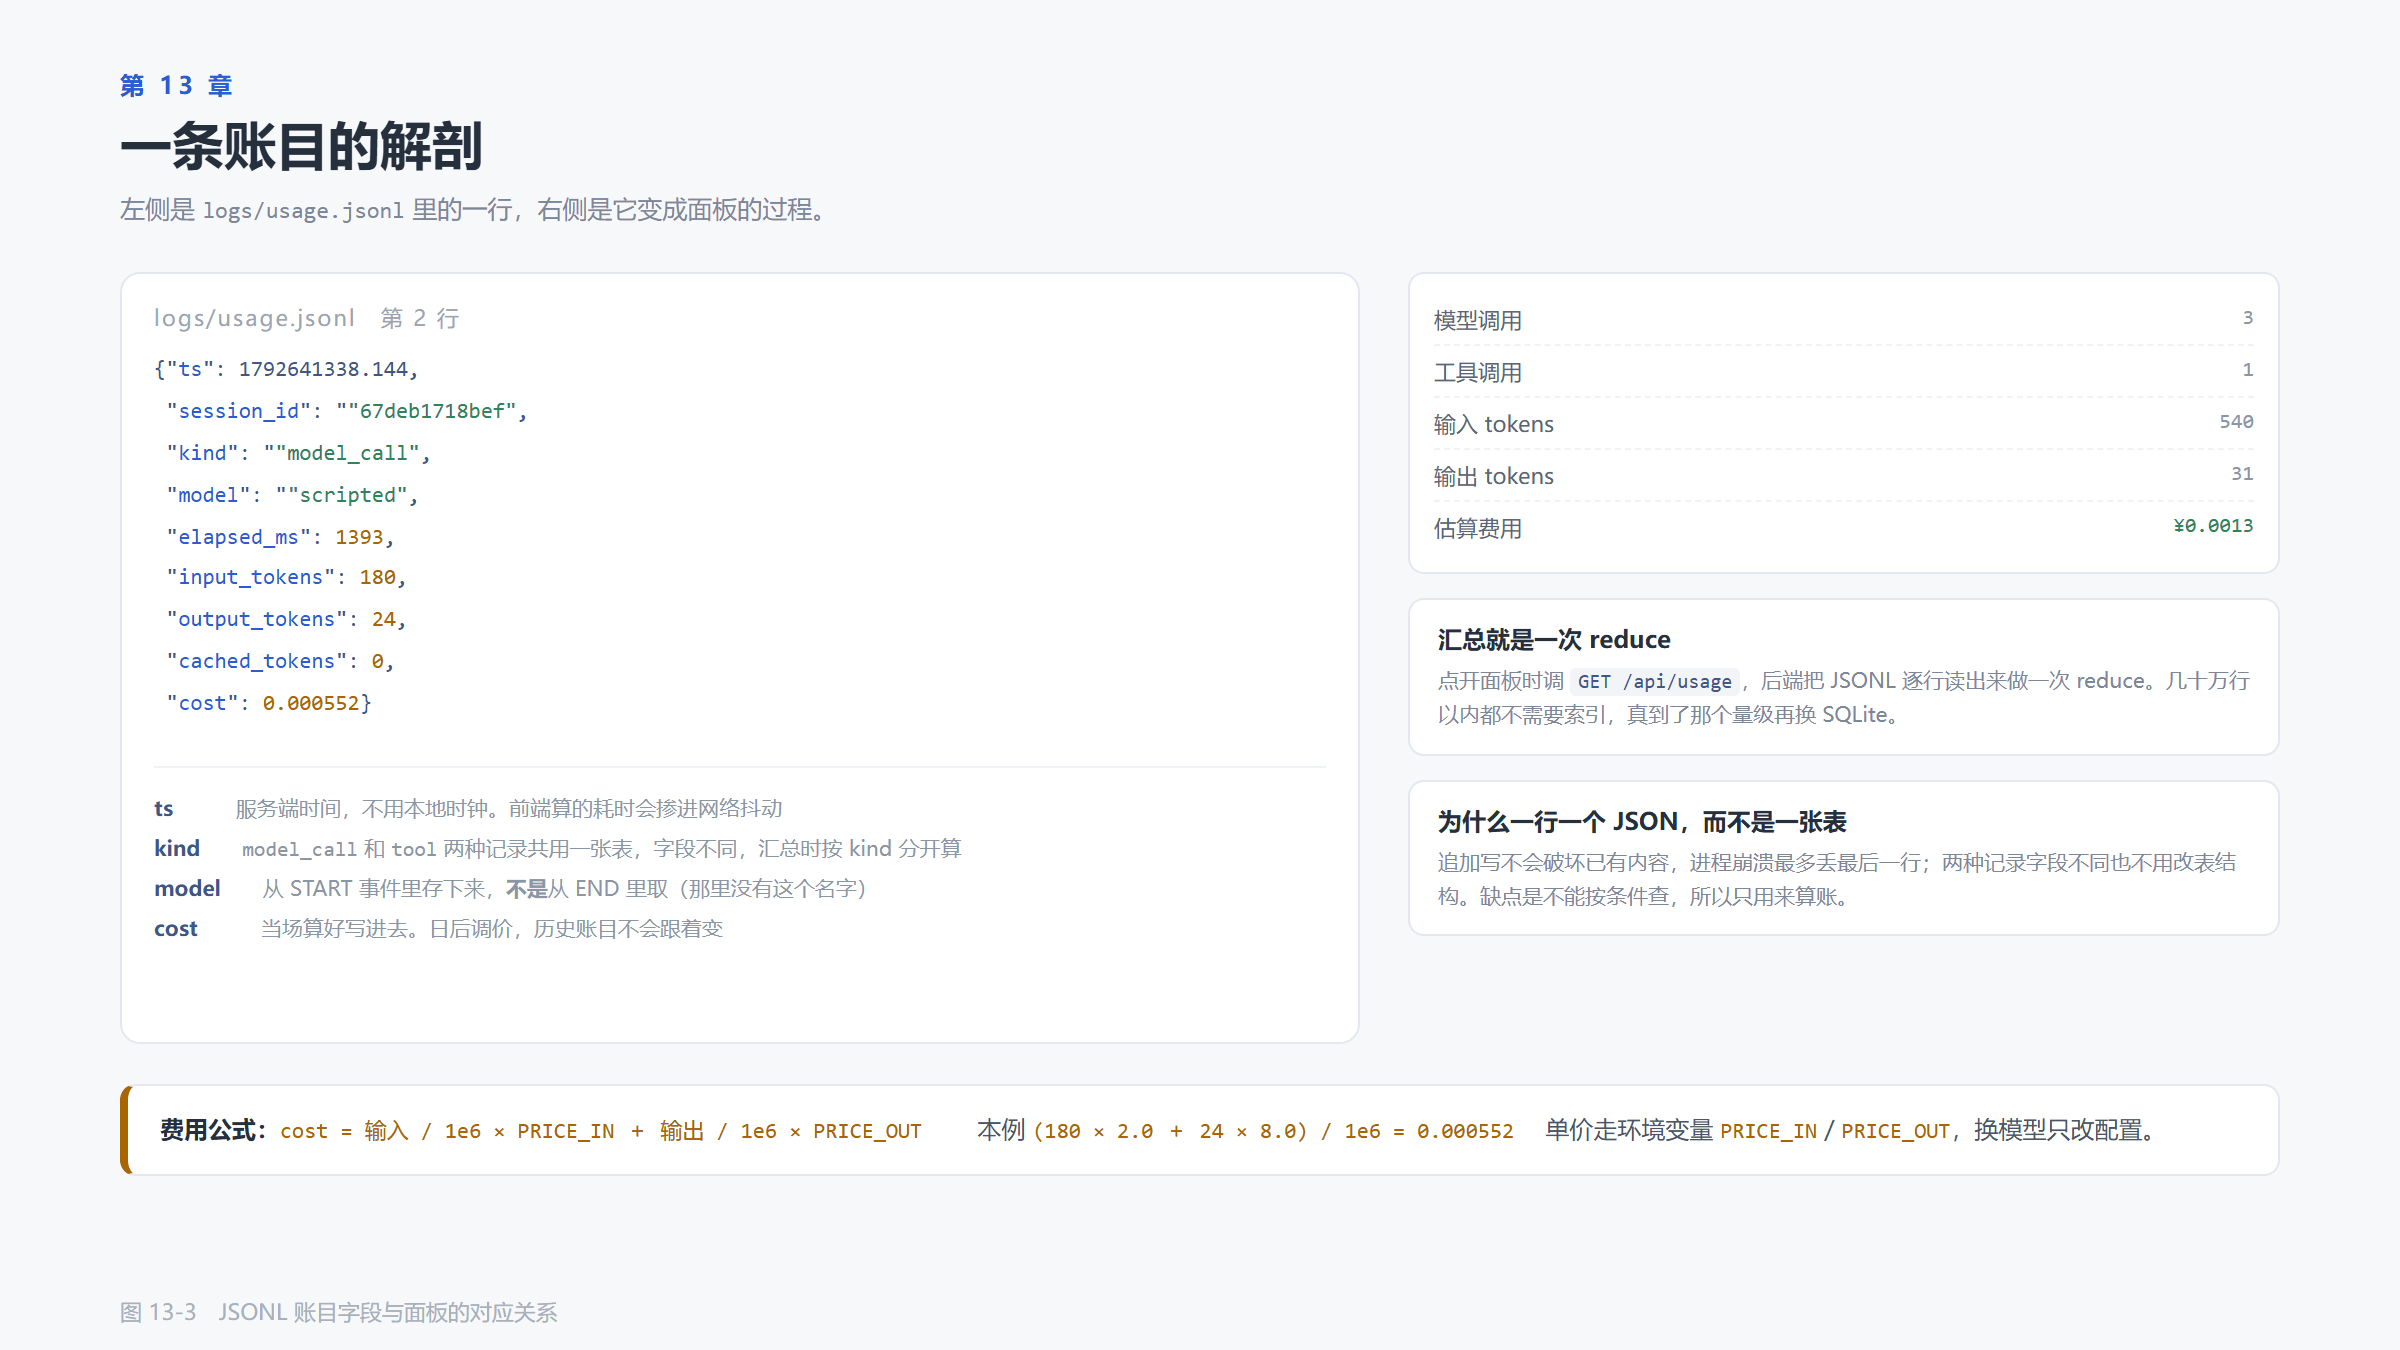 第 13 章
一条账目的解剖
左侧是 logs/usage.jsonl 里的一行，右侧是它变成面板的过程。
logs/usage.jsonl 第 2 行
{"ts": 1792641338.144,
"session_id": ""67deb1718bef",
"kind": ""model_call",
"model": ""scripted",
"elapsed_ms": 1393,
"input_tokens": 180,
"output_tokens": 24,
"cached_tokens": 0,
"cost": 0.000552}
ts 服务端时间，不用本地时钟。前端算的耗时会掺进网络抖动
kind model_call 和 tool 两种记录共用一张表，字段不同，汇总时按 kind 分开算
model 从 START 事件里存下来，不是从 END 里取（那里没有这个名字）
cost 当场算好写进去。日后调价，历史账目不会跟着变
模型调用 3
工具调用 1
输入 tokens 540
输出 tokens 31
估算费用 ¥0.0013
汇总就是一次 reduce
点开面板时调 GET /api/usage，后端把 JSONL 逐行读出来做一次 reduce。几十万行
以内都不需要索引，真到了那个量级再换 SQLite。
为什么一行一个 JSON，而不是一张表
追加写不会破坏已有内容，进程崩溃最多丢最后一行；两种记录字段不同也不用改表结
构。缺点是不能按条件查，所以只用来算账。
费用公式：cost = 输入 / 1e6 × PRICE_IN + 输出 / 1e6 × PRICE_OUT 本例 (180 × 2.0 + 24 × 8.0) / 1e6 = 0.000552 单价走环境变量 PRICE_IN / PRICE_OUT，换模型只改配置。
图 13-3 JSONL 账目字段与面板的对应关系